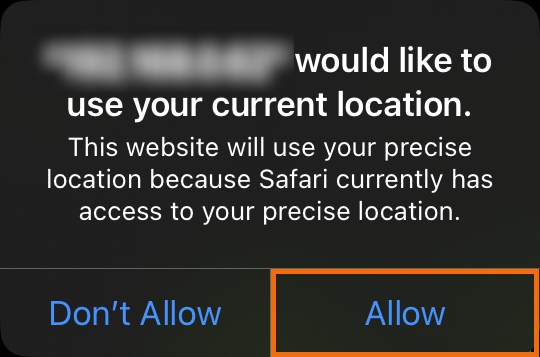 would like to
use your current location.
This website will use your precise
location because Safari currently has
access to your precise location.
Don’t Allow
Allow